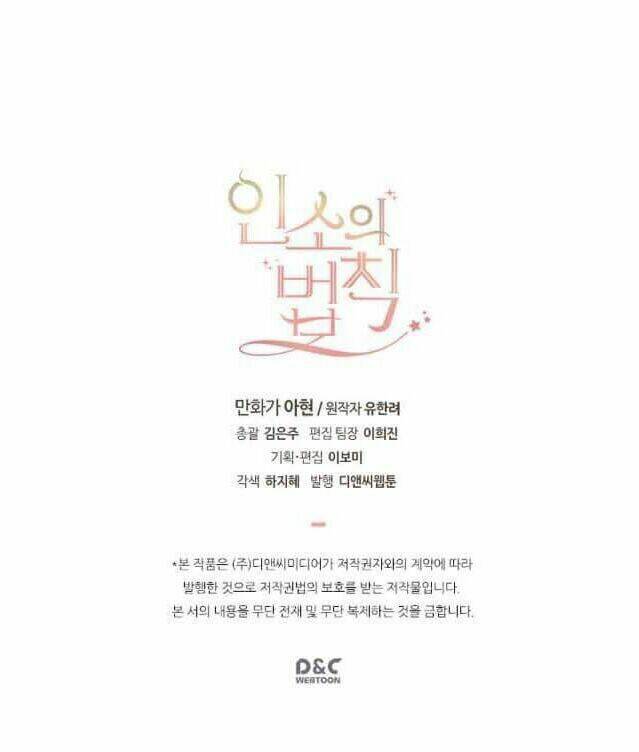 인소의
법칙
만화가 아현 / 원작자 유한려
총괄 김은주 편집 팀장 이희진
기획·편집 이보미
각색 하지혜 발행 디앤씨웹툰
*본 작품은 (주)디앤씨미디어가 저작권자와의 계약에 따라
발행한 것으로 저작권법의 보호를 받는 저작물입니다.
본 서의 내용을 무단 전재 및 무단 복제하는 것을 금합니다.
D&C
WEBTOON